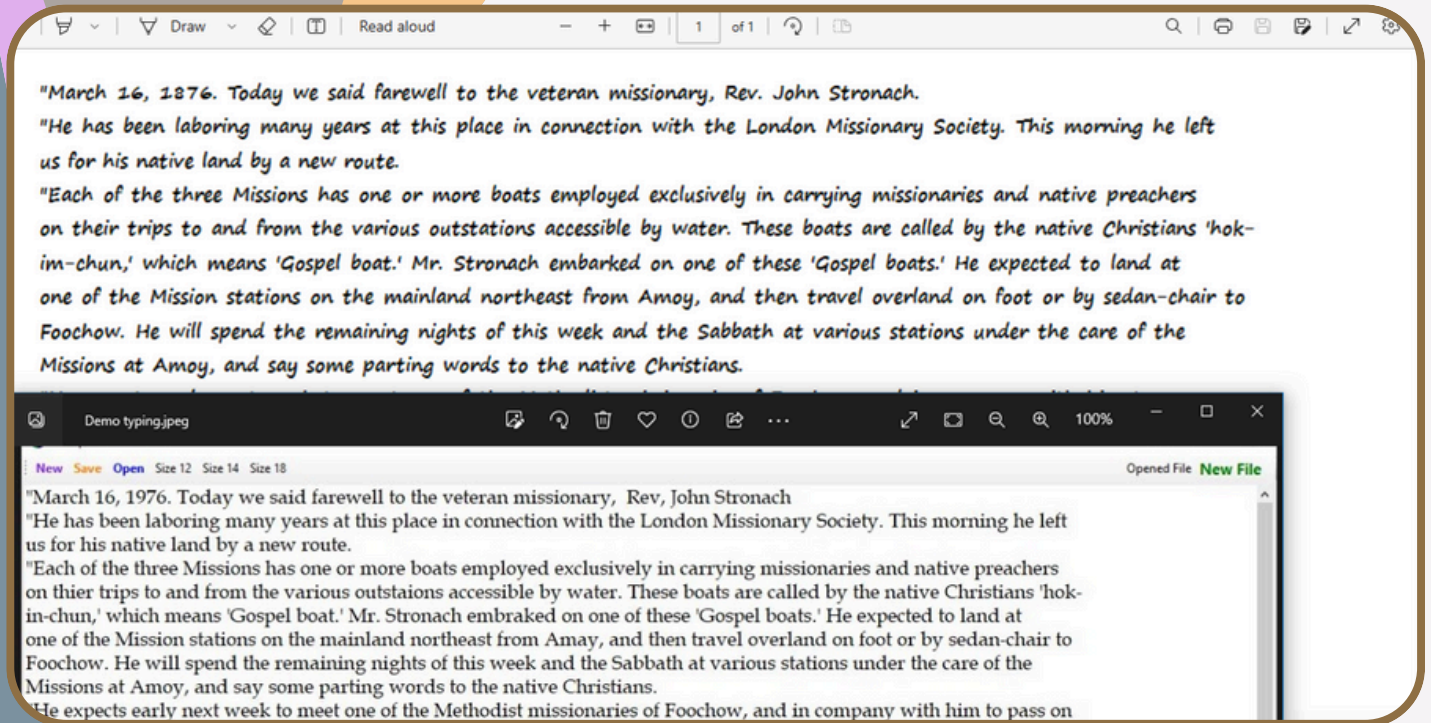 Draw Read aloud 1 of 1
"March 16, 1876. Today we said farewell to the veteran missionary, Rev. John Stronach.
"He has been laboring many years at this place in connection with the London Missionary Society. This morning he left
us for his native land by a new route.
"Each of the three Missions has one or more boats employed exclusively in carrying missionaries and native preachers
on their trips to and from the various outstations accessible by water. These boats are called by the native Christians 'hok-
im-chun,' which means 'Gospel boat.' Mr. Stronach embarked on one of these 'Gospel boats.' He expected to land at
one of the Mission stations on the mainland northeast from Amoy, and then travel overland on foot or by sedan-chair to
Foochow. He will spend the remaining nights of this week and the Sabbath at various stations under the care of the
Missions at Amoy, and say some parting words to the native Christians.
Demo typing.jpeg 100%
New Save Open Size 12 Size 14 Size 18 Opened File New File
"March 16, 1976. Today we said farewell to the veteran missionary, Rev, John Stronach
"He has been laboring many years at this place in connection with the London Missionary Society. This morning he left
us for his native land by a new route.
"Each of the three Missions has one or more boats employed exclusively in carrying missionaries and native preachers
on thier trips to and from the various outstaions accessible by water. These boats are called by the native Christians 'hok-
in-chun,' which means 'Gospel boat.' Mr. Stronach embraked on one of these 'Gospel boats.' He expected to land at
one of the Mission stations on the mainland northeast from Amay, and then travel overland on foot or by sedan-chair to
Foochow. He will spend the remaining nights of this week and the Sabbath at various stations under the care of the
Missions at Amoy, and say some parting words to the native Christians.
"He expects early next week to meet one of the Methodist missionaries of Foochow, and in company with him to pass on